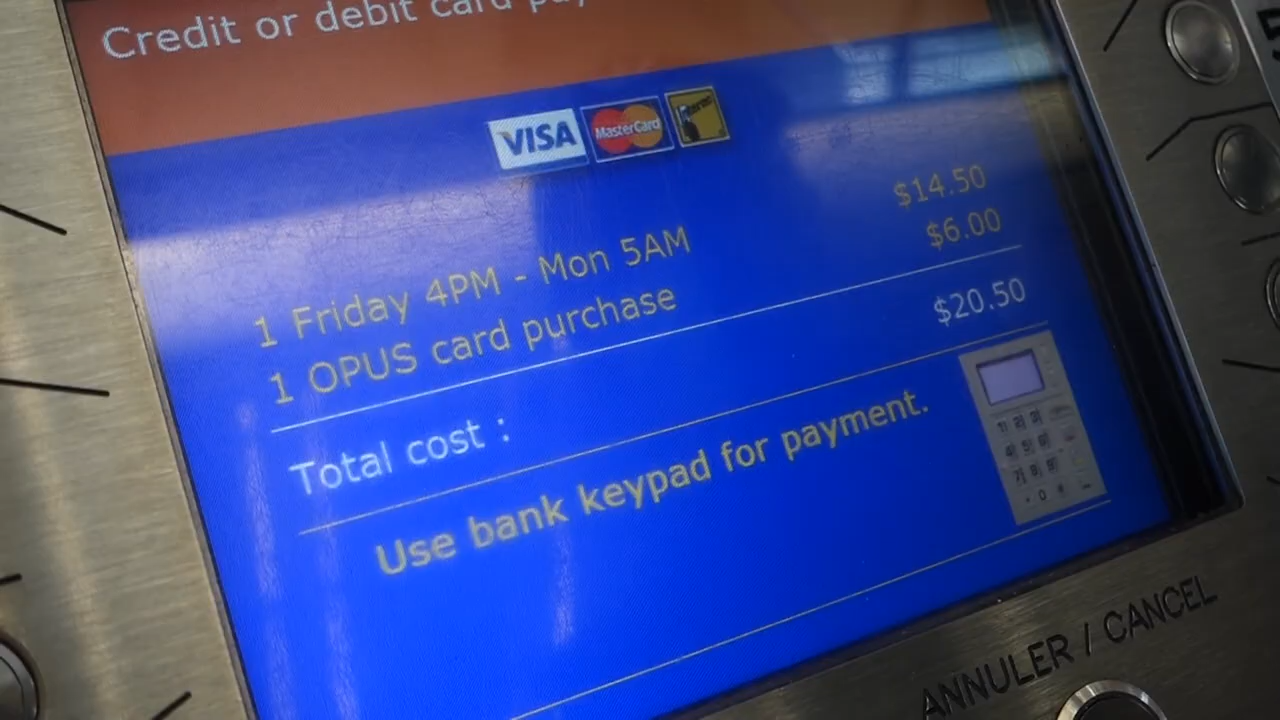 Credit or debit card
VISA MasterCard
1 Friday 4PM - Mon 5AM $14.50
1 OPUS card purchase $6.00
Total cost : $20.50
Use bank keypad for payment.
ANNULER / CANCEL